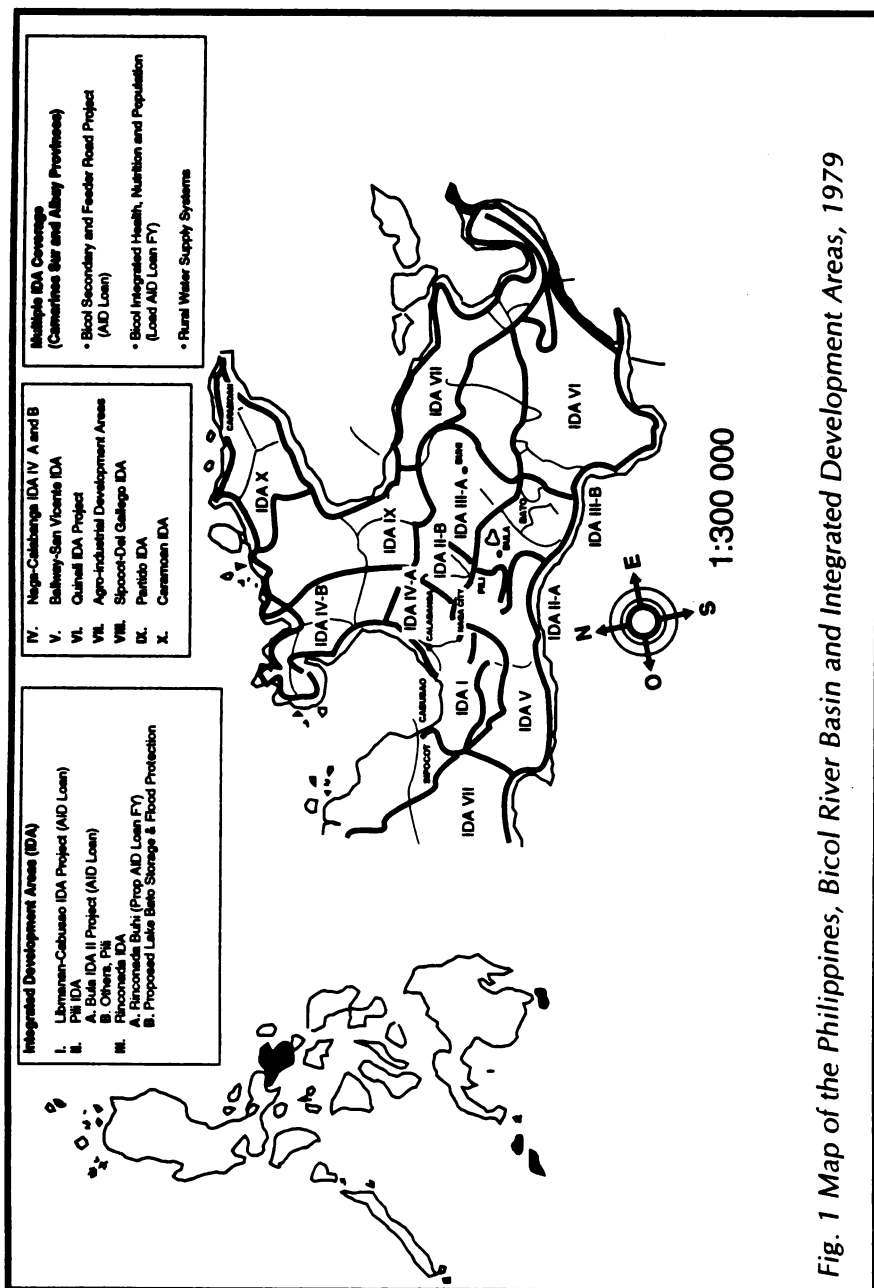 Integrated Development Areas (IDA)
I. Libmanan-Cabusao IDA Project (AID Loan)
II. Pili IDA
A. Bula IDA II Project (AID Loan)
B. Others, Pili
III. Rinconada IDA
A. Rinconada Buhi (Prop AID Loan FY)
B. Proposed Lake Bato Storage & Flood Protection
IV. Naga-Calabanga IDA IV A and B
V. Baliway-San Vicente IDA
VI. Quinali IDA Project
VII. Agro-Industrial Development Areas
VIII. Sipocot-Del Gallego IDA
IX. Partido IDA
X. Caramoan IDA
Multiple IDA Coverage
(Camarines Sur and Albay Provinces)
• Bicol Secondary and Feeder Road Project
(AID Loan)
• Bicol Integrated Health, Nutrition and Population
(Load AID Loan FY)
• Rural Water Supply Systems
CARAMOAN
IDA X
IDA IV-B
IDA IX
IDA VII
IDA IV-A
CALABANGA
CABUSAO
SIPOCOT
IDA II-B
IDA III-A
BUHI
NAGA CITY
IDA I
PILI
BULA
BATO
IDA VII
IDA V
IDA VI
IDA II-A
IDA III-B
N
E
S
O
1:300 000
Fig. 1 Map of the Philippines, Bicol River Basin and Integrated Development Areas, 1979